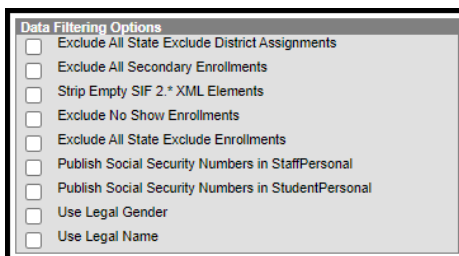 Data Filtering Options
Exclude All State Exclude District Assignments
Exclude All Secondary Enrollments
Strip Empty SIF 2.* XML Elements
Exclude No Show Enrollments
Exclude All State Exclude Enrollments
Publish Social Security Numbers in StaffPersonal
Publish Social Security Numbers in StudentPersonal
Use Legal Gender
Use Legal Name